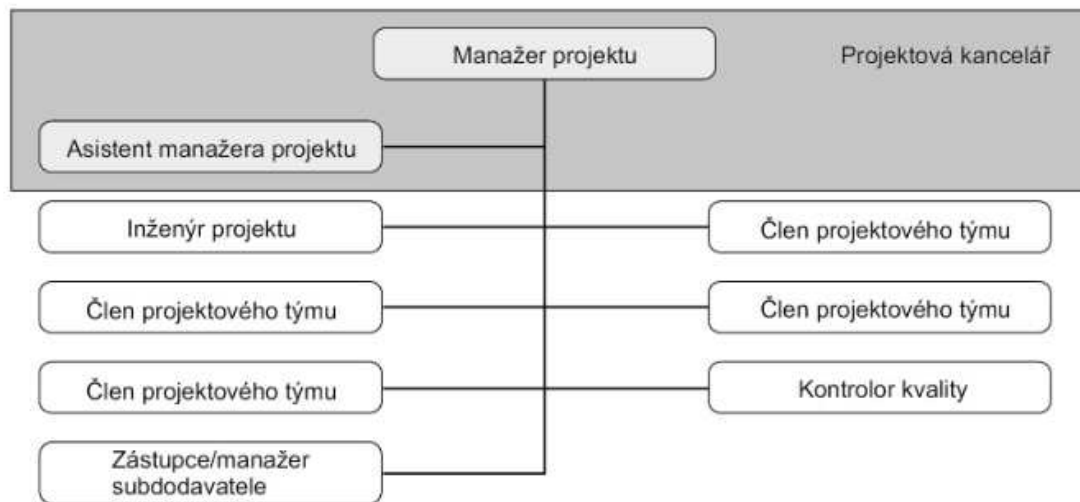 Manažer projektu
Projektová kancelář
Asistent manažera projektu
Inženýr projektu
Člen projektového týmu
Člen projektového týmu
Člen projektového týmu
Člen projektového týmu
Kontrolor kvality
Zástupce/manažer
subdodavatele